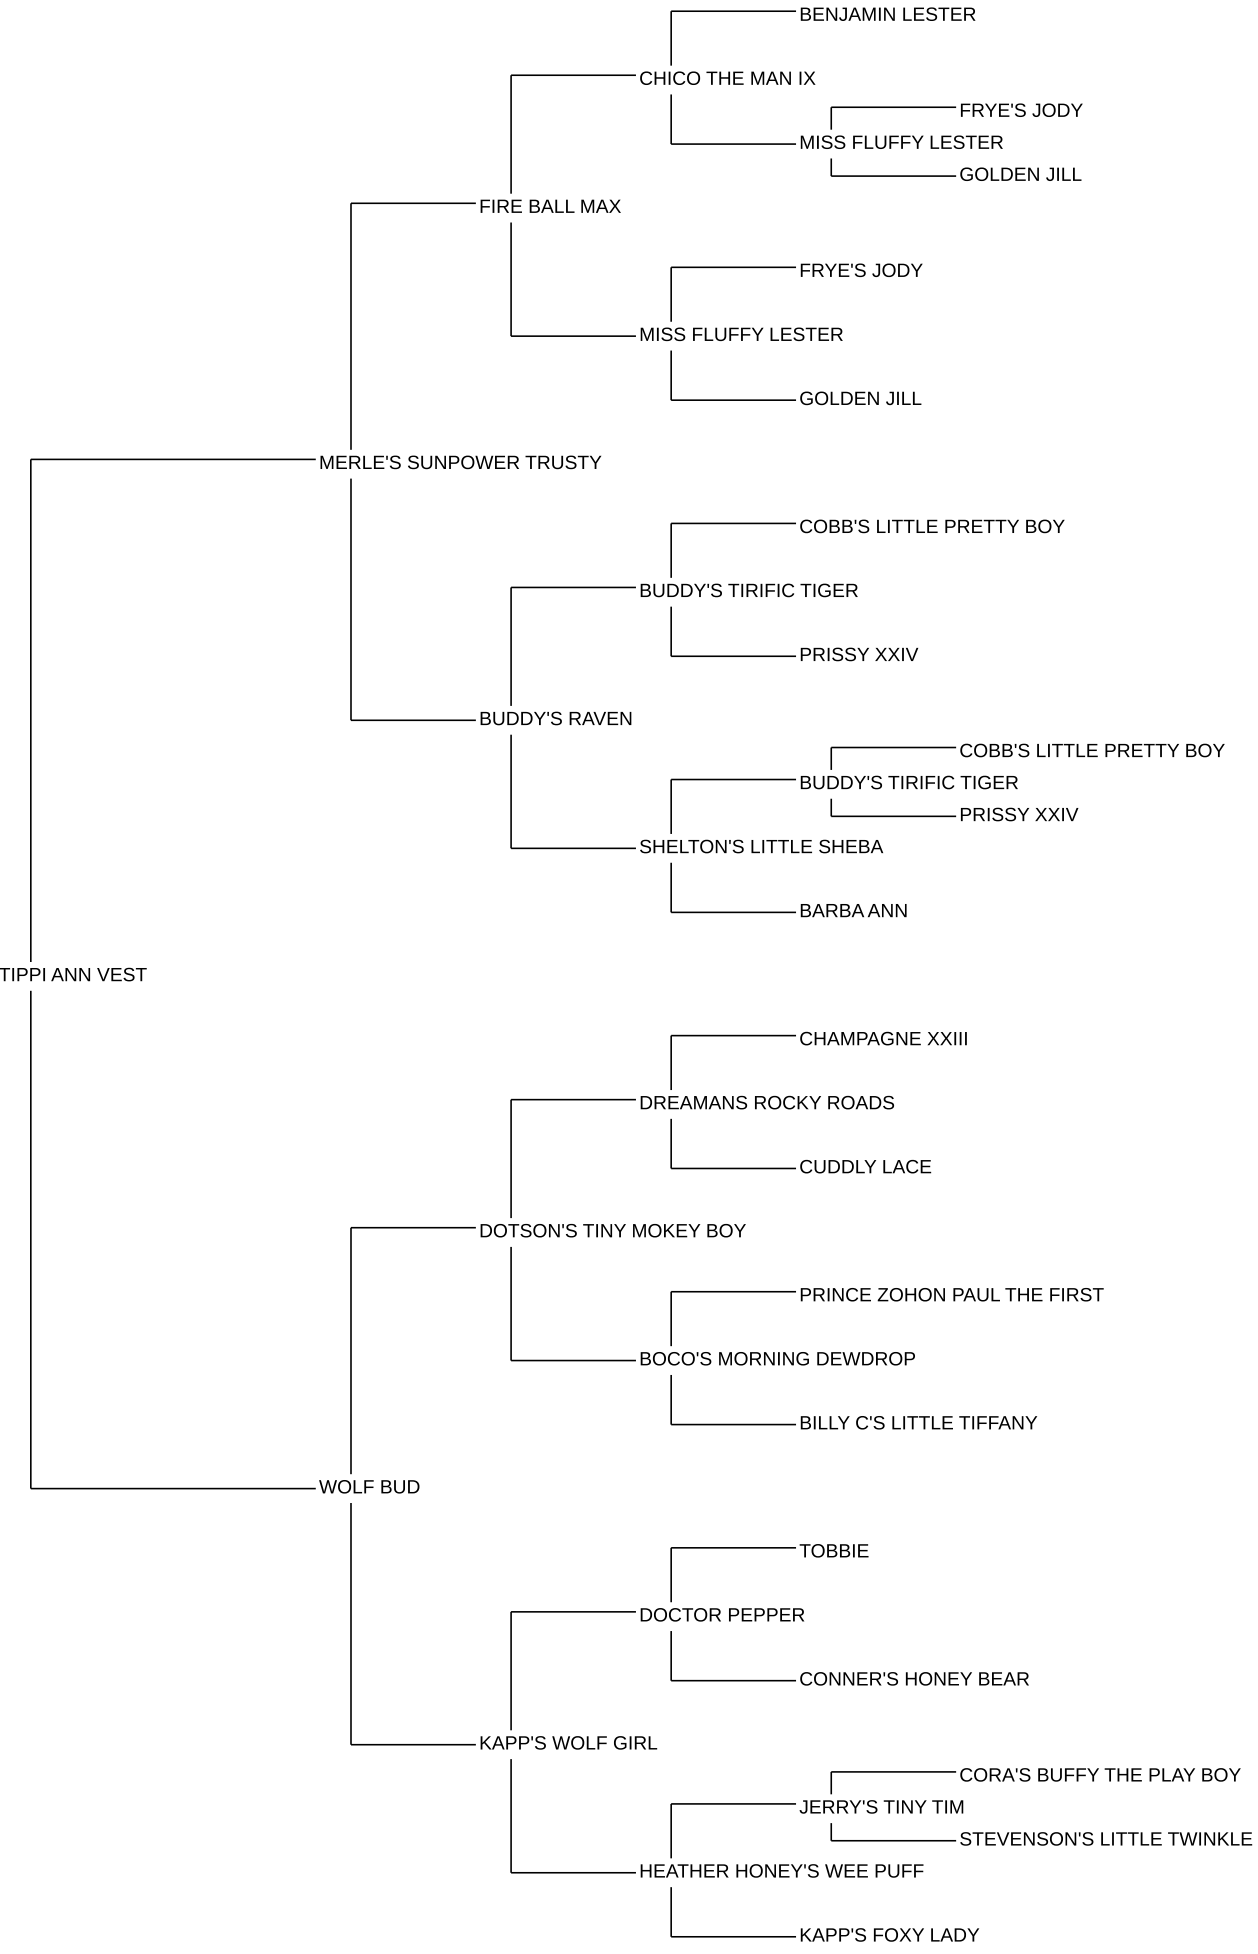 BENJAMIN LESTER
CHICO THE MAN IX
FRYE'S JODY
MISS FLUFFY LESTER
GOLDEN JILL
FIRE BALL MAX
FRYE'S JODY
MISS FLUFFY LESTER
GOLDEN JILL
MERLE'S SUNPOWER TRUSTY
COBB'S LITTLE PRETTY BOY
BUDDY'S TIRIFIC TIGER
PRISSY XXIV
BUDDY'S RAVEN
COBB'S LITTLE PRETTY BOY
BUDDY'S TIRIFIC TIGER
PRISSY XXIV
SHELTON'S LITTLE SHEBA
BARBA ANN
TIPPI ANN VEST
CHAMPAGNE XXIII
DREAMANS ROCKY ROADS
CUDDLY LACE
DOTSON'S TINY MOKEY BOY
PRINCE ZOHON PAUL THE FIRST
BOCO'S MORNING DEWDROP
BILLY C'S LITTLE TIFFANY
WOLF BUD
TOBBIE
DOCTOR PEPPER
CONNER'S HONEY BEAR
KAPP'S WOLF GIRL
CORA'S BUFFY THE PLAY BOY
JERRY'S TINY TIM
STEVENSON'S LITTLE TWINKLE
HEATHER HONEY'S WEE PUFF
KAPP'S FOXY LADY